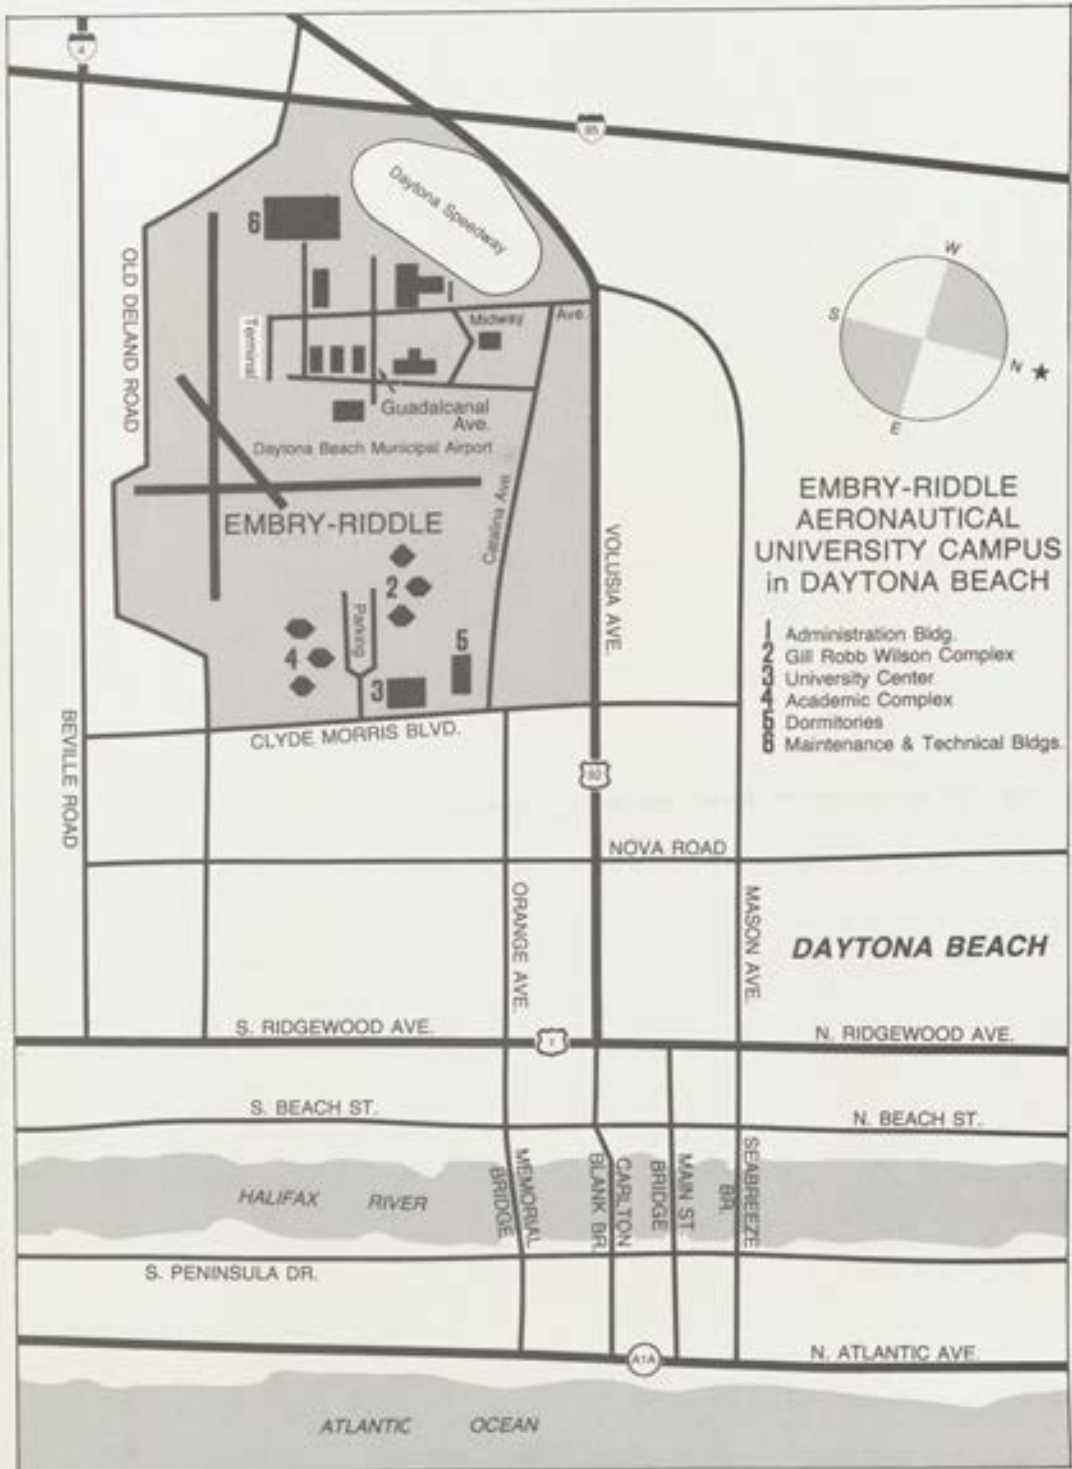 4
95
Daytona Speedway
6
OLD DELAND ROAD
1
Terminal
Midway
Ave.
Guadalcanal
Ave.
Daytona Beach Municipal Airport
Catalina Ave.
EMBRY-RIDDLE
2
Parking
4
5
3
VOLUSIA AVE.
CLYDE MORRIS BLVD.
BEVILLE ROAD
W
S
N
E
EMBRY-RIDDLE
AERONAUTICAL
UNIVERSITY CAMPUS
in DAYTONA BEACH
1 Administration Bldg.
2 Gill Robb Wilson Complex
3 University Center
4 Academic Complex
5 Dormitories
6 Maintenance & Technical Bldgs.
92
NOVA ROAD
ORANGE AVE.
MASON AVE.
DAYTONA BEACH
S. RIDGEWOOD AVE.
1
N. RIDGEWOOD AVE.
S. BEACH ST.
N. BEACH ST.
HALIFAX RIVER
MEMORIAL
BRIDGE
CARLTON
BLANK BR.
MAIN ST.
BRIDGE
SEABREEZE
BR.
S. PENINSULA DR.
A1A
N. ATLANTIC AVE.
ATLANTIC OCEAN